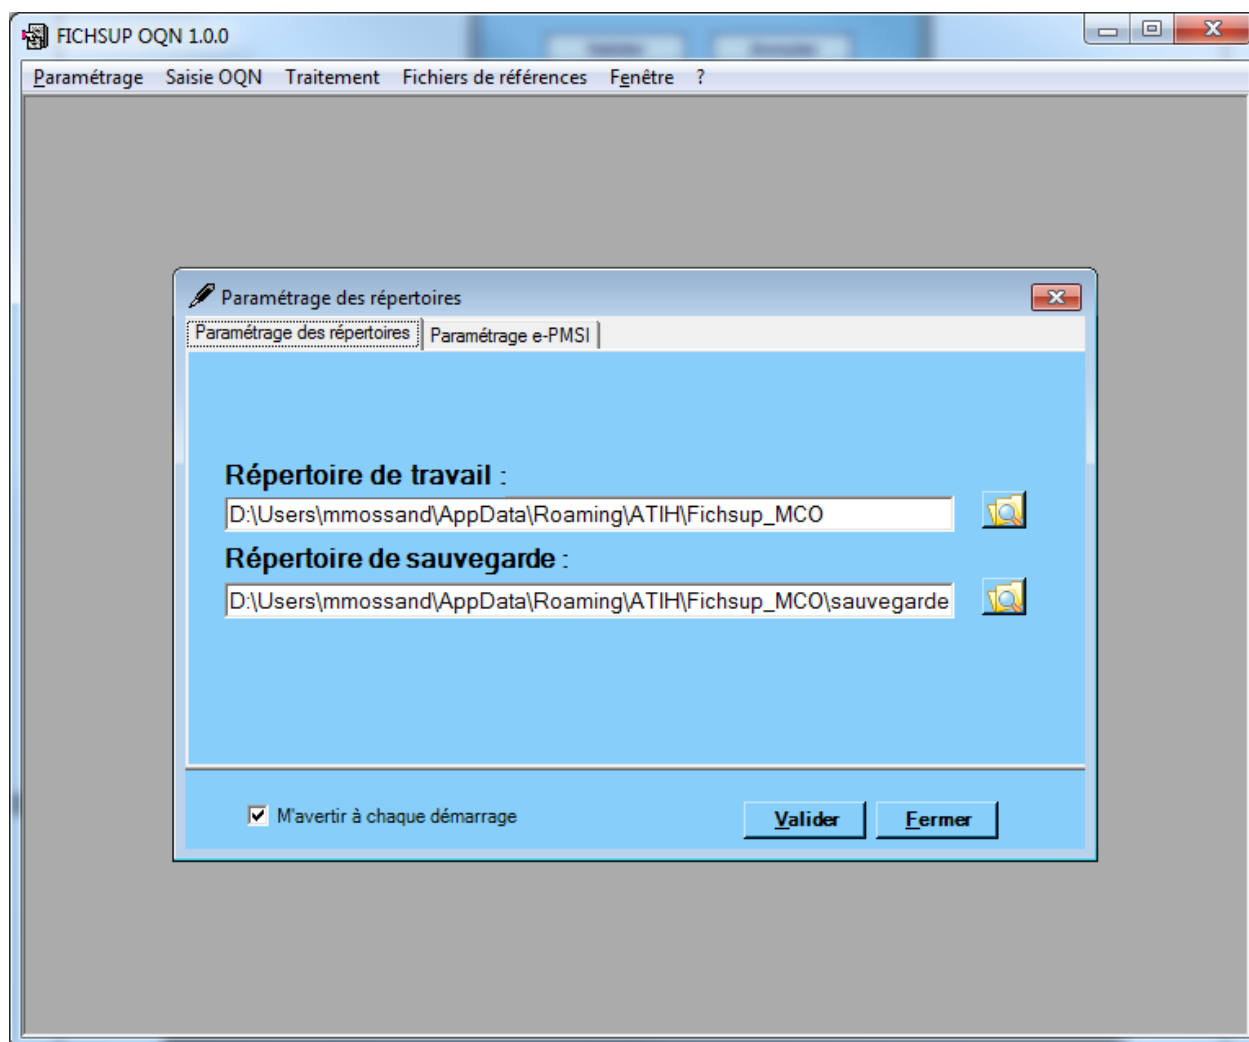 FICHSUP OQN 1.0.0
Paramétrage Saisie OQN Traitement Fichiers de références Fenêtre ?
Paramétrage des répertoires
Paramétrage des répertoires Paramétrage e-PMSI
Répertoire de travail :
D:\Users\mmossand\AppData\Roaming\ATIH\Fichsup_MCO
Répertoire de sauvegarde :
D:\Users\mmossand\AppData\Roaming\ATIH\Fichsup_MCO\sauvegarde
M'avertir à chaque démarrage
Valider Fermer